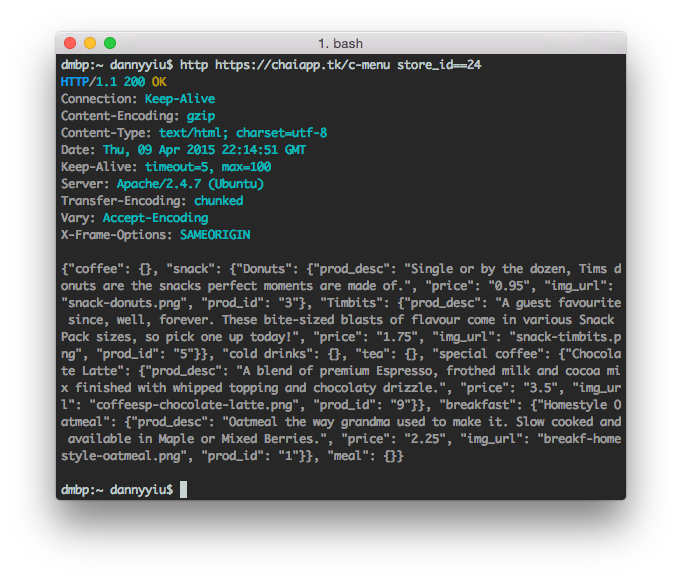 1. bash
dmbp:~ dannyyiu$ http https://chaiapp.tk/c-menu store_id==24
HTTP/1.1 200 OK
Connection: Keep-Alive
Content-Encoding: gzip
Content-Type: text/html; charset=utf-8
Date: Thu, 09 Apr 2015 22:14:51 GMT
Keep-Alive: timeout=5, max=100
Server: Apache/2.4.7 (Ubuntu)
Transfer-Encoding: chunked
Vary: Accept-Encoding
X-Frame-Options: SAMEORIGIN
{"coffee": {}, "snack": {"Donuts": {"prod_desc": "Single or by the dozen, Tims d
onuts are the snacks perfect moments are made of.", "price": "0.95", "img_url":
"snack-donuts.png", "prod_id": "3"}, "Timbits": {"prod_desc": "A guest favourite
 since, well, forever. These bite-sized blasts of flavour come in various Snack
Pack sizes, so pick one up today!", "price": "1.75", "img_url": "snack-timbits.p
ng", "prod_id": "5"}}, "cold drinks": {}, "tea": {}, "special coffee": {"Chocola
te Latte": {"prod_desc": "A blend of premium Espresso, frothed milk and cocoa mi
x finished with whipped topping and chocolaty drizzle.", "price": "3.5", "img_ur
l": "coffeesp-chocolate-latte.png", "prod_id": "9"}}, "breakfast": {"Homestyle O
atmeal": {"prod_desc": "Oatmeal the way grandma used to make it. Slow cooked and
 available in Maple or Mixed Berries.", "price": "2.25", "img_url": "breakf-home
style-oatmeal.png", "prod_id": "1"}}, "meal": {}}
dmbp:~ dannyyiu$